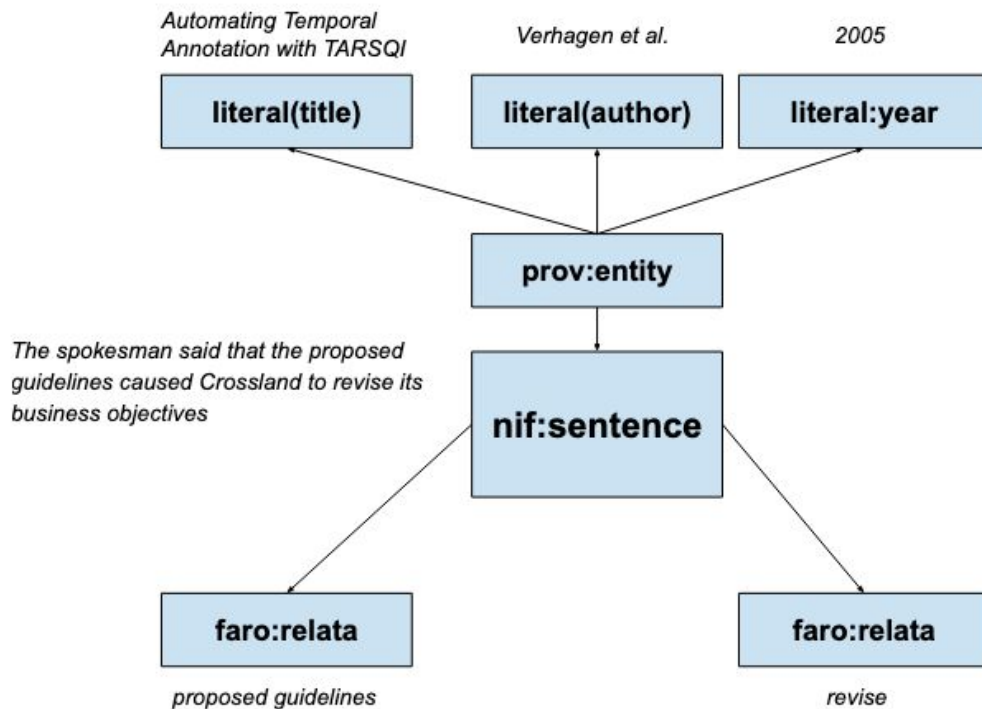 Automating Temporal
Annotation with TARSQI
Verhagen et al.
2005
literal(title)
literal(author)
literal:year
prov:entity
The spokesman said that the proposed
guidelines caused Crossland to revise its
business objectives
nif:sentence
faro:relata
faro:relata
proposed guidelines
revise